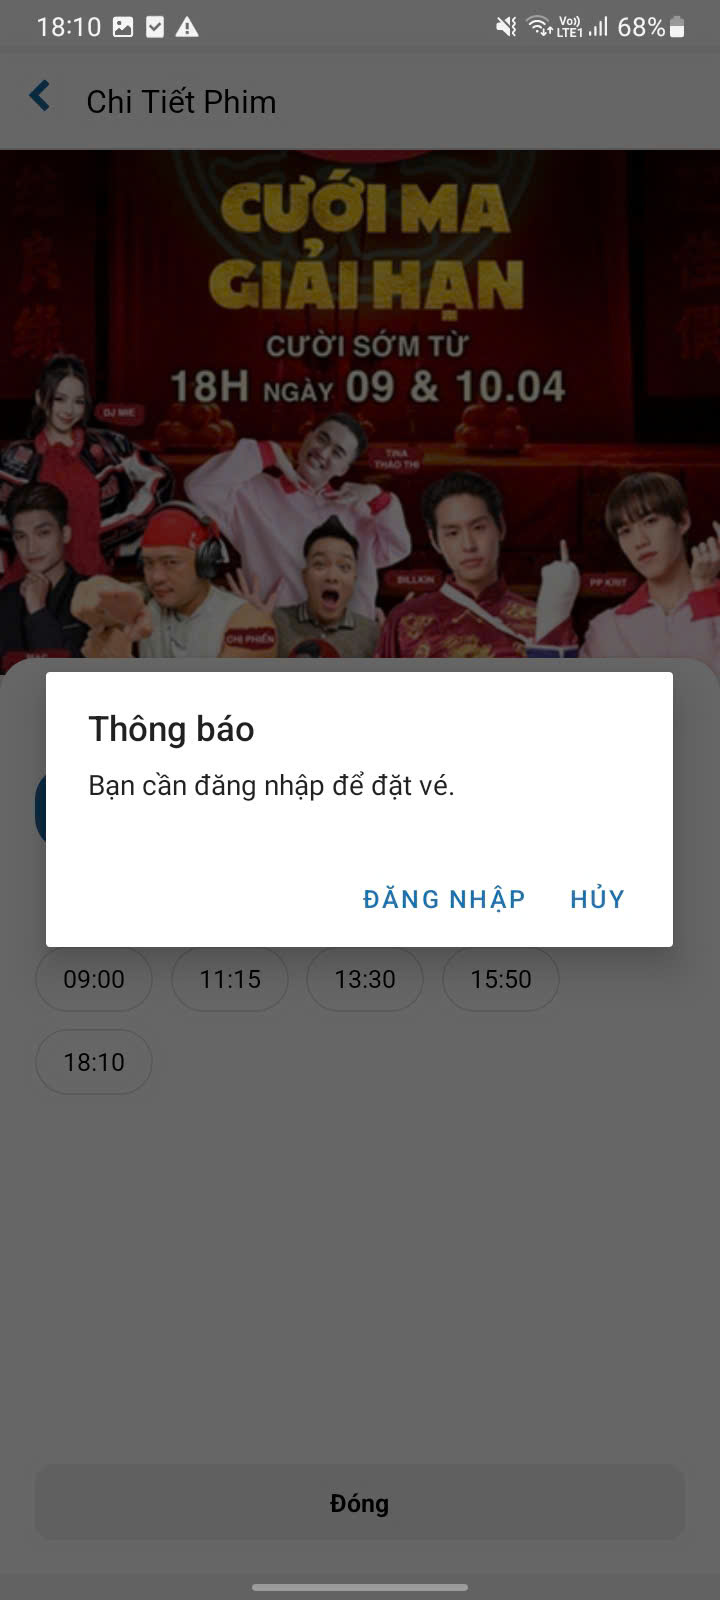 18:10 Vo)) LTE1 68%
Chi Tiết Phim
CƯỚI MA
GIẢI HẠN
CƯỜI SỚM TỪ
18H NGÀY 09 & 10.04
DJ MIE
TINA
THẢO THI
BILLKIN
PP KRIT
CHỊ PHIẾN
Thông báo
Bạn cần đăng nhập để đặt vé.
ĐĂNG NHẬP HỦY
09:00 11:15 13:30 15:50
18:10
Đóng